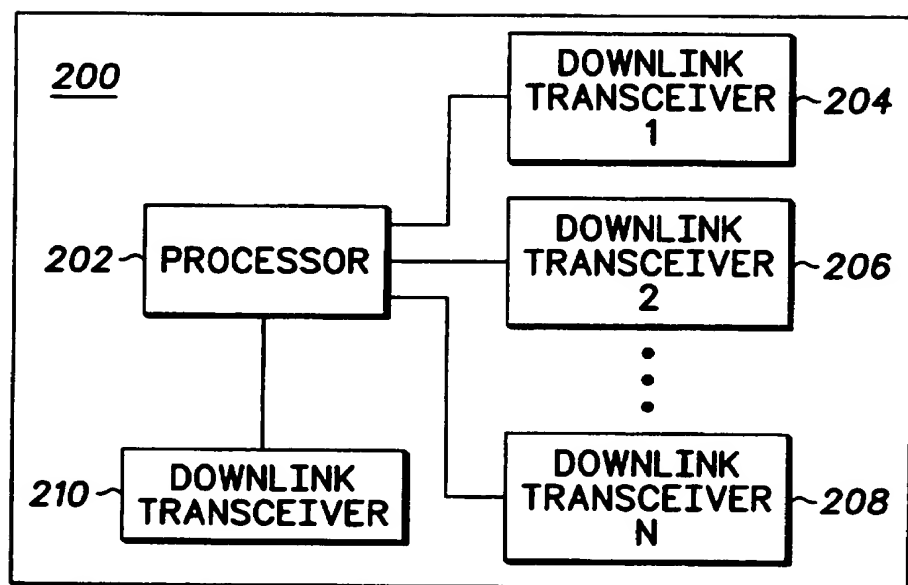 200
DOWNLINK
TRANSCEIVER
1
204
202
PROCESSOR
DOWNLINK
TRANSCEIVER
2
206
210
DOWNLINK
TRANSCEIVER
DOWNLINK
TRANSCEIVER
N
208